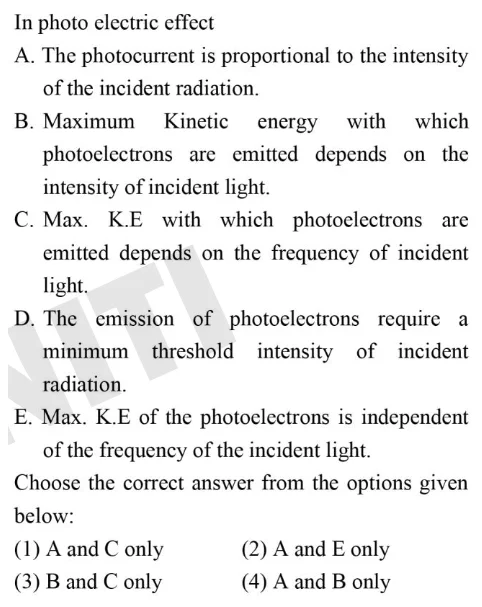 In photo electric effect
A. The photocurrent is proportional to the intensity
of the incident radiation.
B. Maximum Kinetic energy with which
photoelectrons are emitted depends on the
intensity of incident light.
C. Max. K.E with which photoelectrons are
emitted depends on the frequency of incident
light.
D. The emission of photoelectrons require a
minimum threshold intensity of incident
radiation.
E. Max. K.E of the photoelectrons is independent
of the frequency of the incident light.
Choose the correct answer from the options given
below:
(1) A and C only (2) A and E only
(3) B and C only (4) A and B only